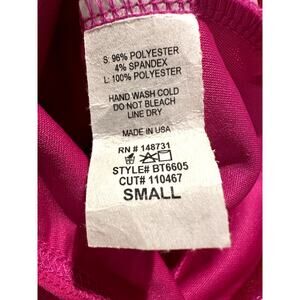 S: 96% POLYESTER
4% SPANDEX
L: 100% POLYESTER
HAND WASH COLD
DO NOT BLEACH
LINE DRY
MADE IN USA
RN # 148731
STYLE# BT6605
CUT# 110467
SMALL